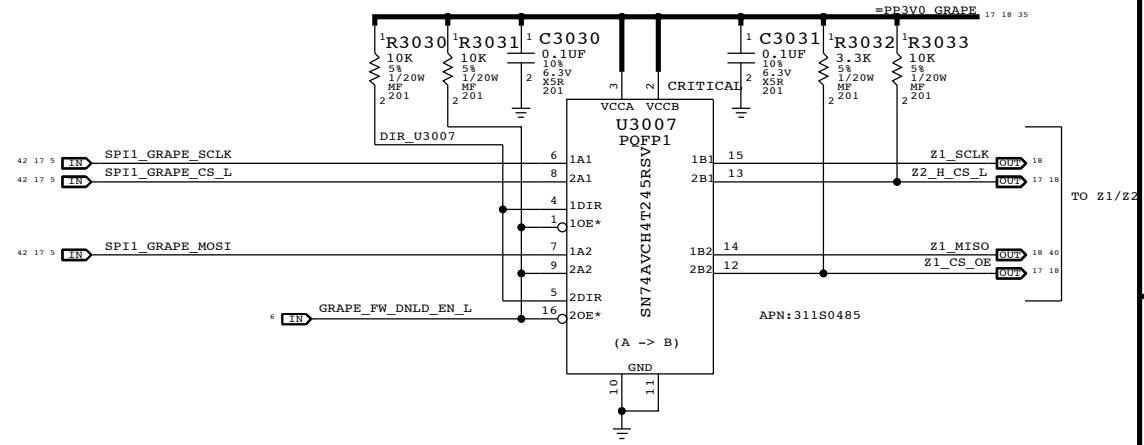 =PP3V0_GRAPE 17 18 35
1 R3030
10K
5%
1/20W
MF
2 201
1 R3031
10K
5%
1/20W
MF
2 201
1 C3030
0.1UF
10%
2 6.3V
X5R
201
1 C3031
0.1UF
10%
2 6.3V
X5R
201
1 R3032
3.3K
5%
1/20W
MF
2 201
1 R3033
10K
5%
1/20W
MF
2 201
CRITICAL
3 2
VCCA VCCB
U3007
PQFP1
SN74AVCH4T245RSV
DIR_U3007
42 17 5 IN SPI1_GRAPE_SCLK 6 1A1
42 17 5 IN SPI1_GRAPE_CS_L 8 2A1
4 1DIR
1 1OE*
42 17 5 IN SPI1_GRAPE_MOSI 7 1A2
9 2A2
5 2DIR
6 IN GRAPE_FW_DNLD_EN_L 16 2OE*
1B1 15 Z1_SCLK OUT 18
2B1 13 Z2_H_CS_L OUT 17 18
TO Z1/Z2
1B2 14 Z1_MISO OUT 18 40
2B2 12 Z1_CS_OE OUT 17 18
APN:311S0485
(A -> B)
GND
10 11